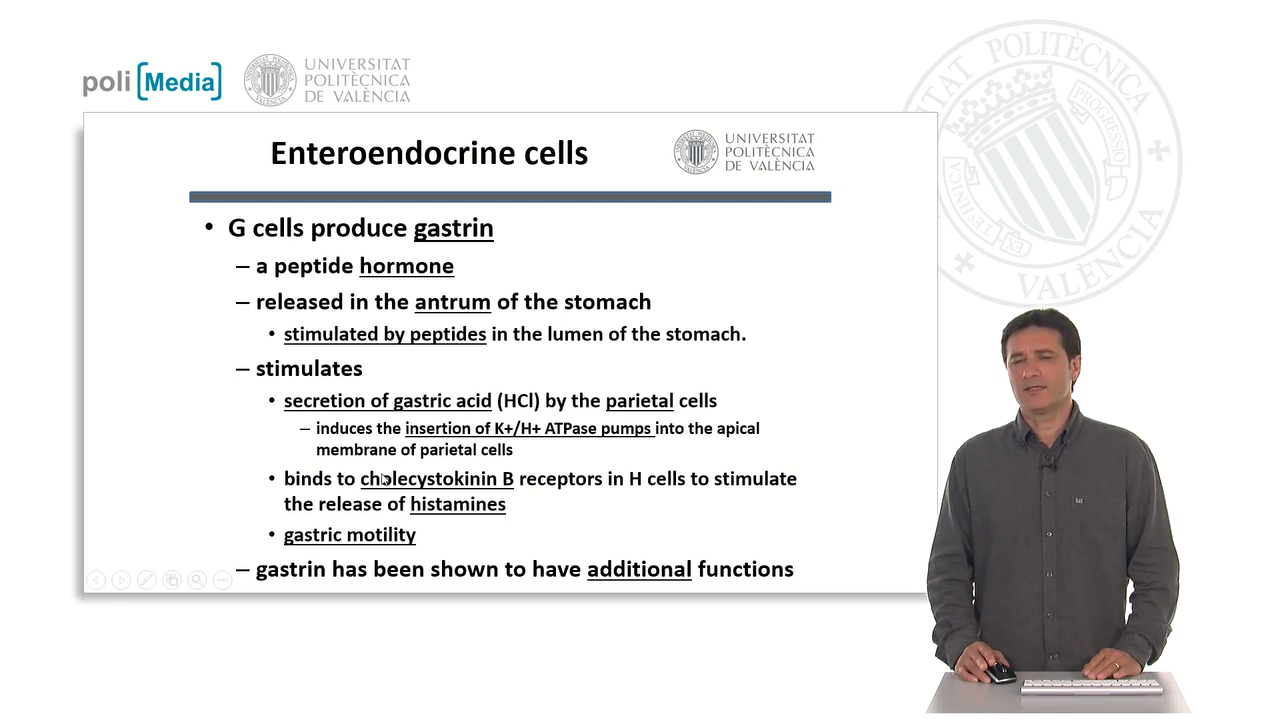 poli [Media]
UNIVERSITAT
POLITÈCNICA
DE VALÈNCIA
UNIVERSITAT POLITÈCNICA
VALÈNCIA
PROGRESSIO
Enteroendocrine cells
UNIVERSITAT
POLITÈCNICA
DE VALÈNCIA
• G cells produce gastrin
– a peptide hormone
– released in the antrum of the stomach
• stimulated by peptides in the lumen of the stomach.
– stimulates
• secretion of gastric acid (HCl) by the parietal cells
– induces the insertion of K+/H+ ATPase pumps into the apical
membrane of parietal cells
• binds to cholecystokinin B receptors in H cells to stimulate
the release of histamines
• gastric motility
– gastrin has been shown to have additional functions